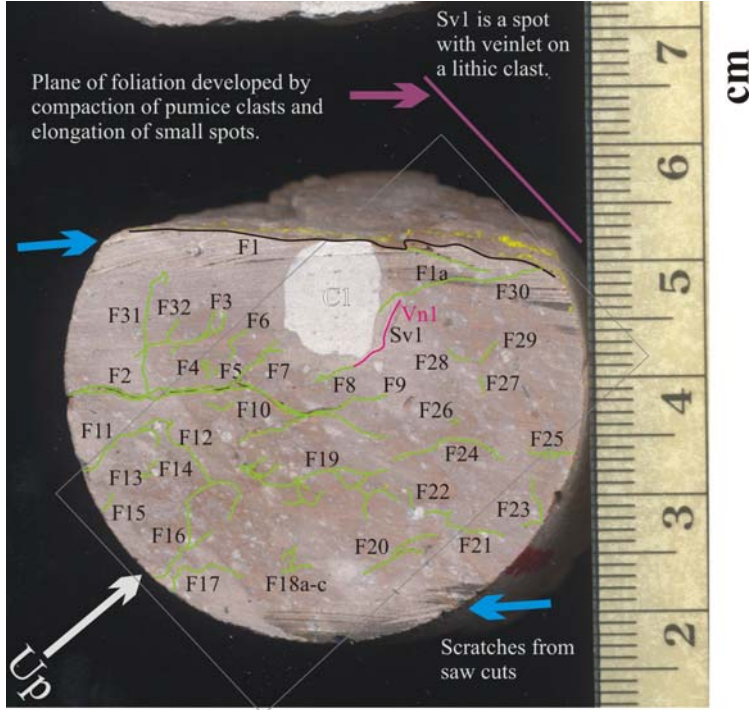 Sv1 is a spot
with veinlet on
a lithic clast.
Plane of foliation developed by
compaction of pumice clasts and
elongation of small spots.
cm
7
6
5
4
3
2
F1
F1a
C1
F30
F31
F32
F3
Vn1
F6
Sv1
F29
F28
F2
F4
F5
F7
F8
F9
F27
F10
F26
F11
F12
F25
F24
F19
F13
F14
F22
F15
F23
F16
F20
F21
F17
F18a-c
Up
Scratches from
saw cuts